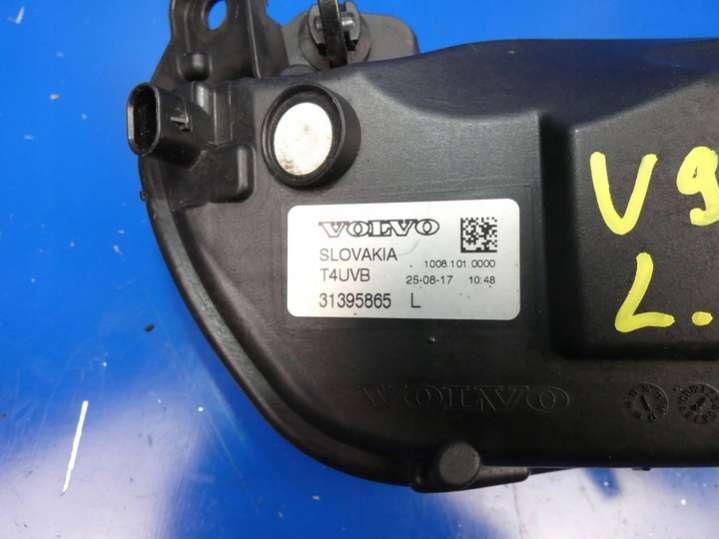 VOLVO
SLOVAKIA
1008.101.0000
T4UVB
25-08-17 10:48
31395865 L
V9
L.
VOLVO